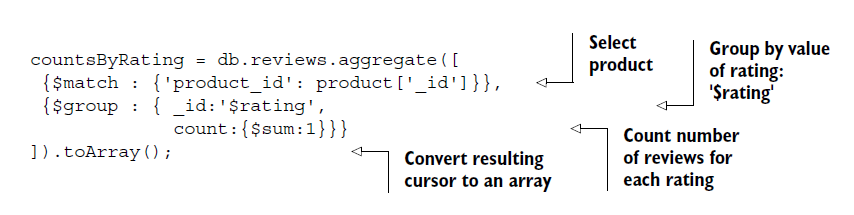 countsByRating = db.reviews.aggregate([
{$match : {'product_id': product['_id']}},
{$group : { _id:'$rating',
count:{$sum:1}}}
]).toArray();
Select
product
Group by value
of rating:
'$rating'
Count number
of reviews for
each rating
Convert resulting
cursor to an array